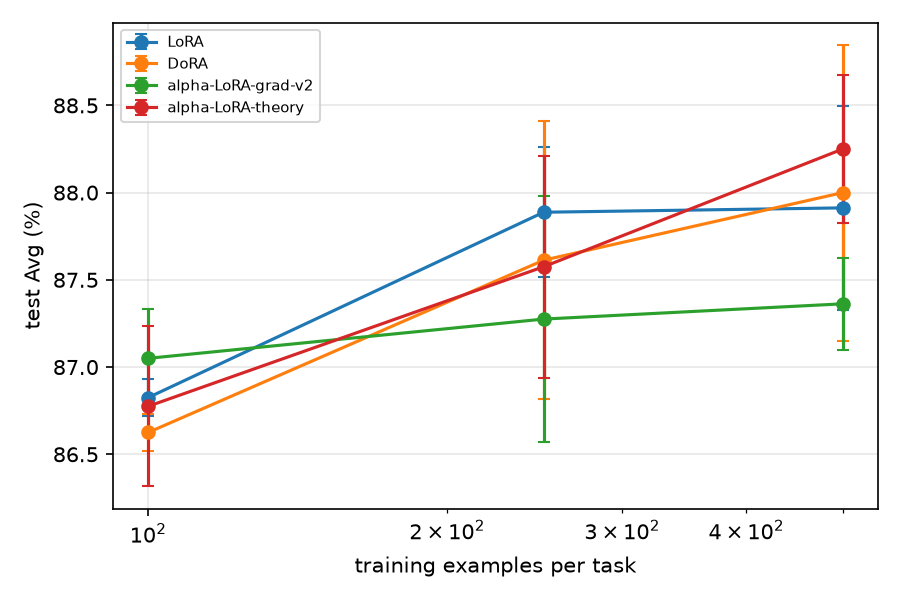 LoRA
DoRA
alpha-LoRA-grad-v2
alpha-LoRA-theory
88.5
88.0
87.5
87.0
86.5
test Avg (%)
10²
2 × 10²
3 × 10²
4 × 10²
training examples per task